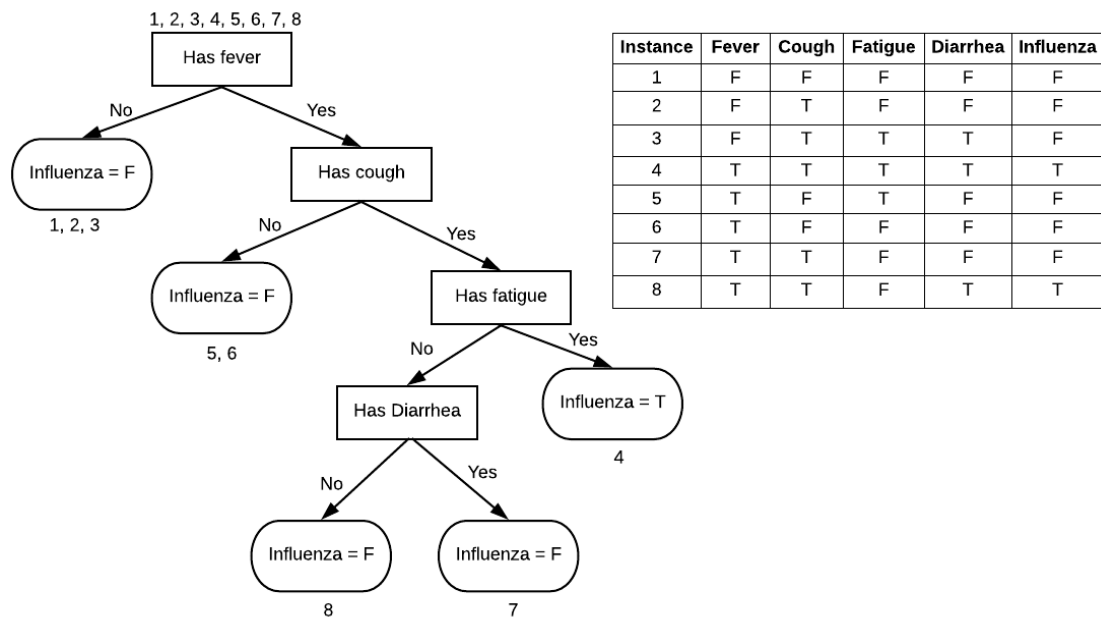 1, 2, 3, 4, 5, 6, 7, 8
Has fever
No
Yes
Influenza = F
1, 2, 3
Has cough
No
Yes
Influenza = F
5, 6
Has fatigue
No
Yes
Has Diarrhea
Influenza = T
4
No
Yes
Influenza = F
8
Influenza = F
7
Instance Fever Cough Fatigue Diarrhea Influenza
1 F F F F F
2 F T F F F
3 F T T T F
4 T T T T T
5 T F T F F
6 T F F F F
7 T T F F F
8 T T F T T